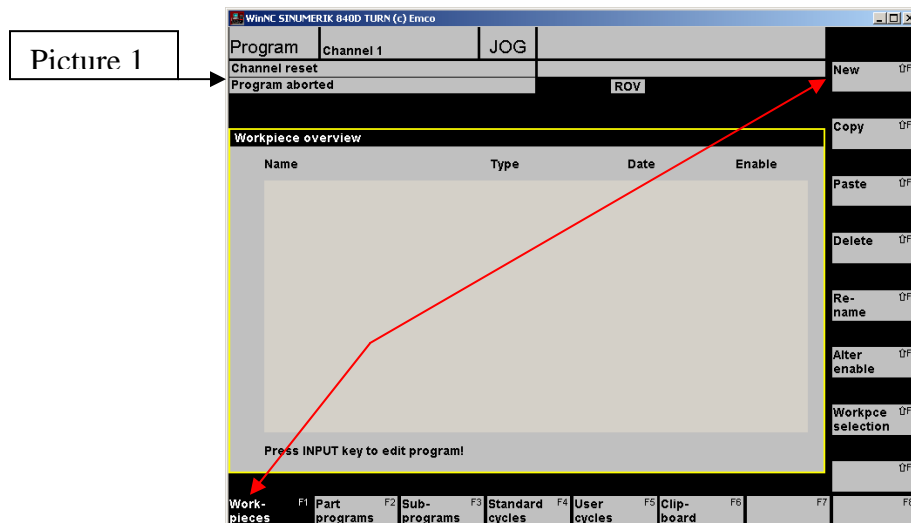 Picture 1
WinNC SINUMERIK 840D TURN (c) Emco
Program
Channel 1
JOG
Channel reset
Program aborted
ROV
Workpiece overview
Name Type Date Enable
Press INPUT key to edit program!
New ⇧F
Copy ⇧F
Paste ⇧F
Delete ⇧F
Re- ⇧F
name
Alter ⇧F
enable
Workpce ⇧F
selection
⇧F
Work- F1
pieces
Part F2
programs
Sub- F3
programs
Standard F4
cycles
User F5
cycles
Clip- F6
board
F7
F8